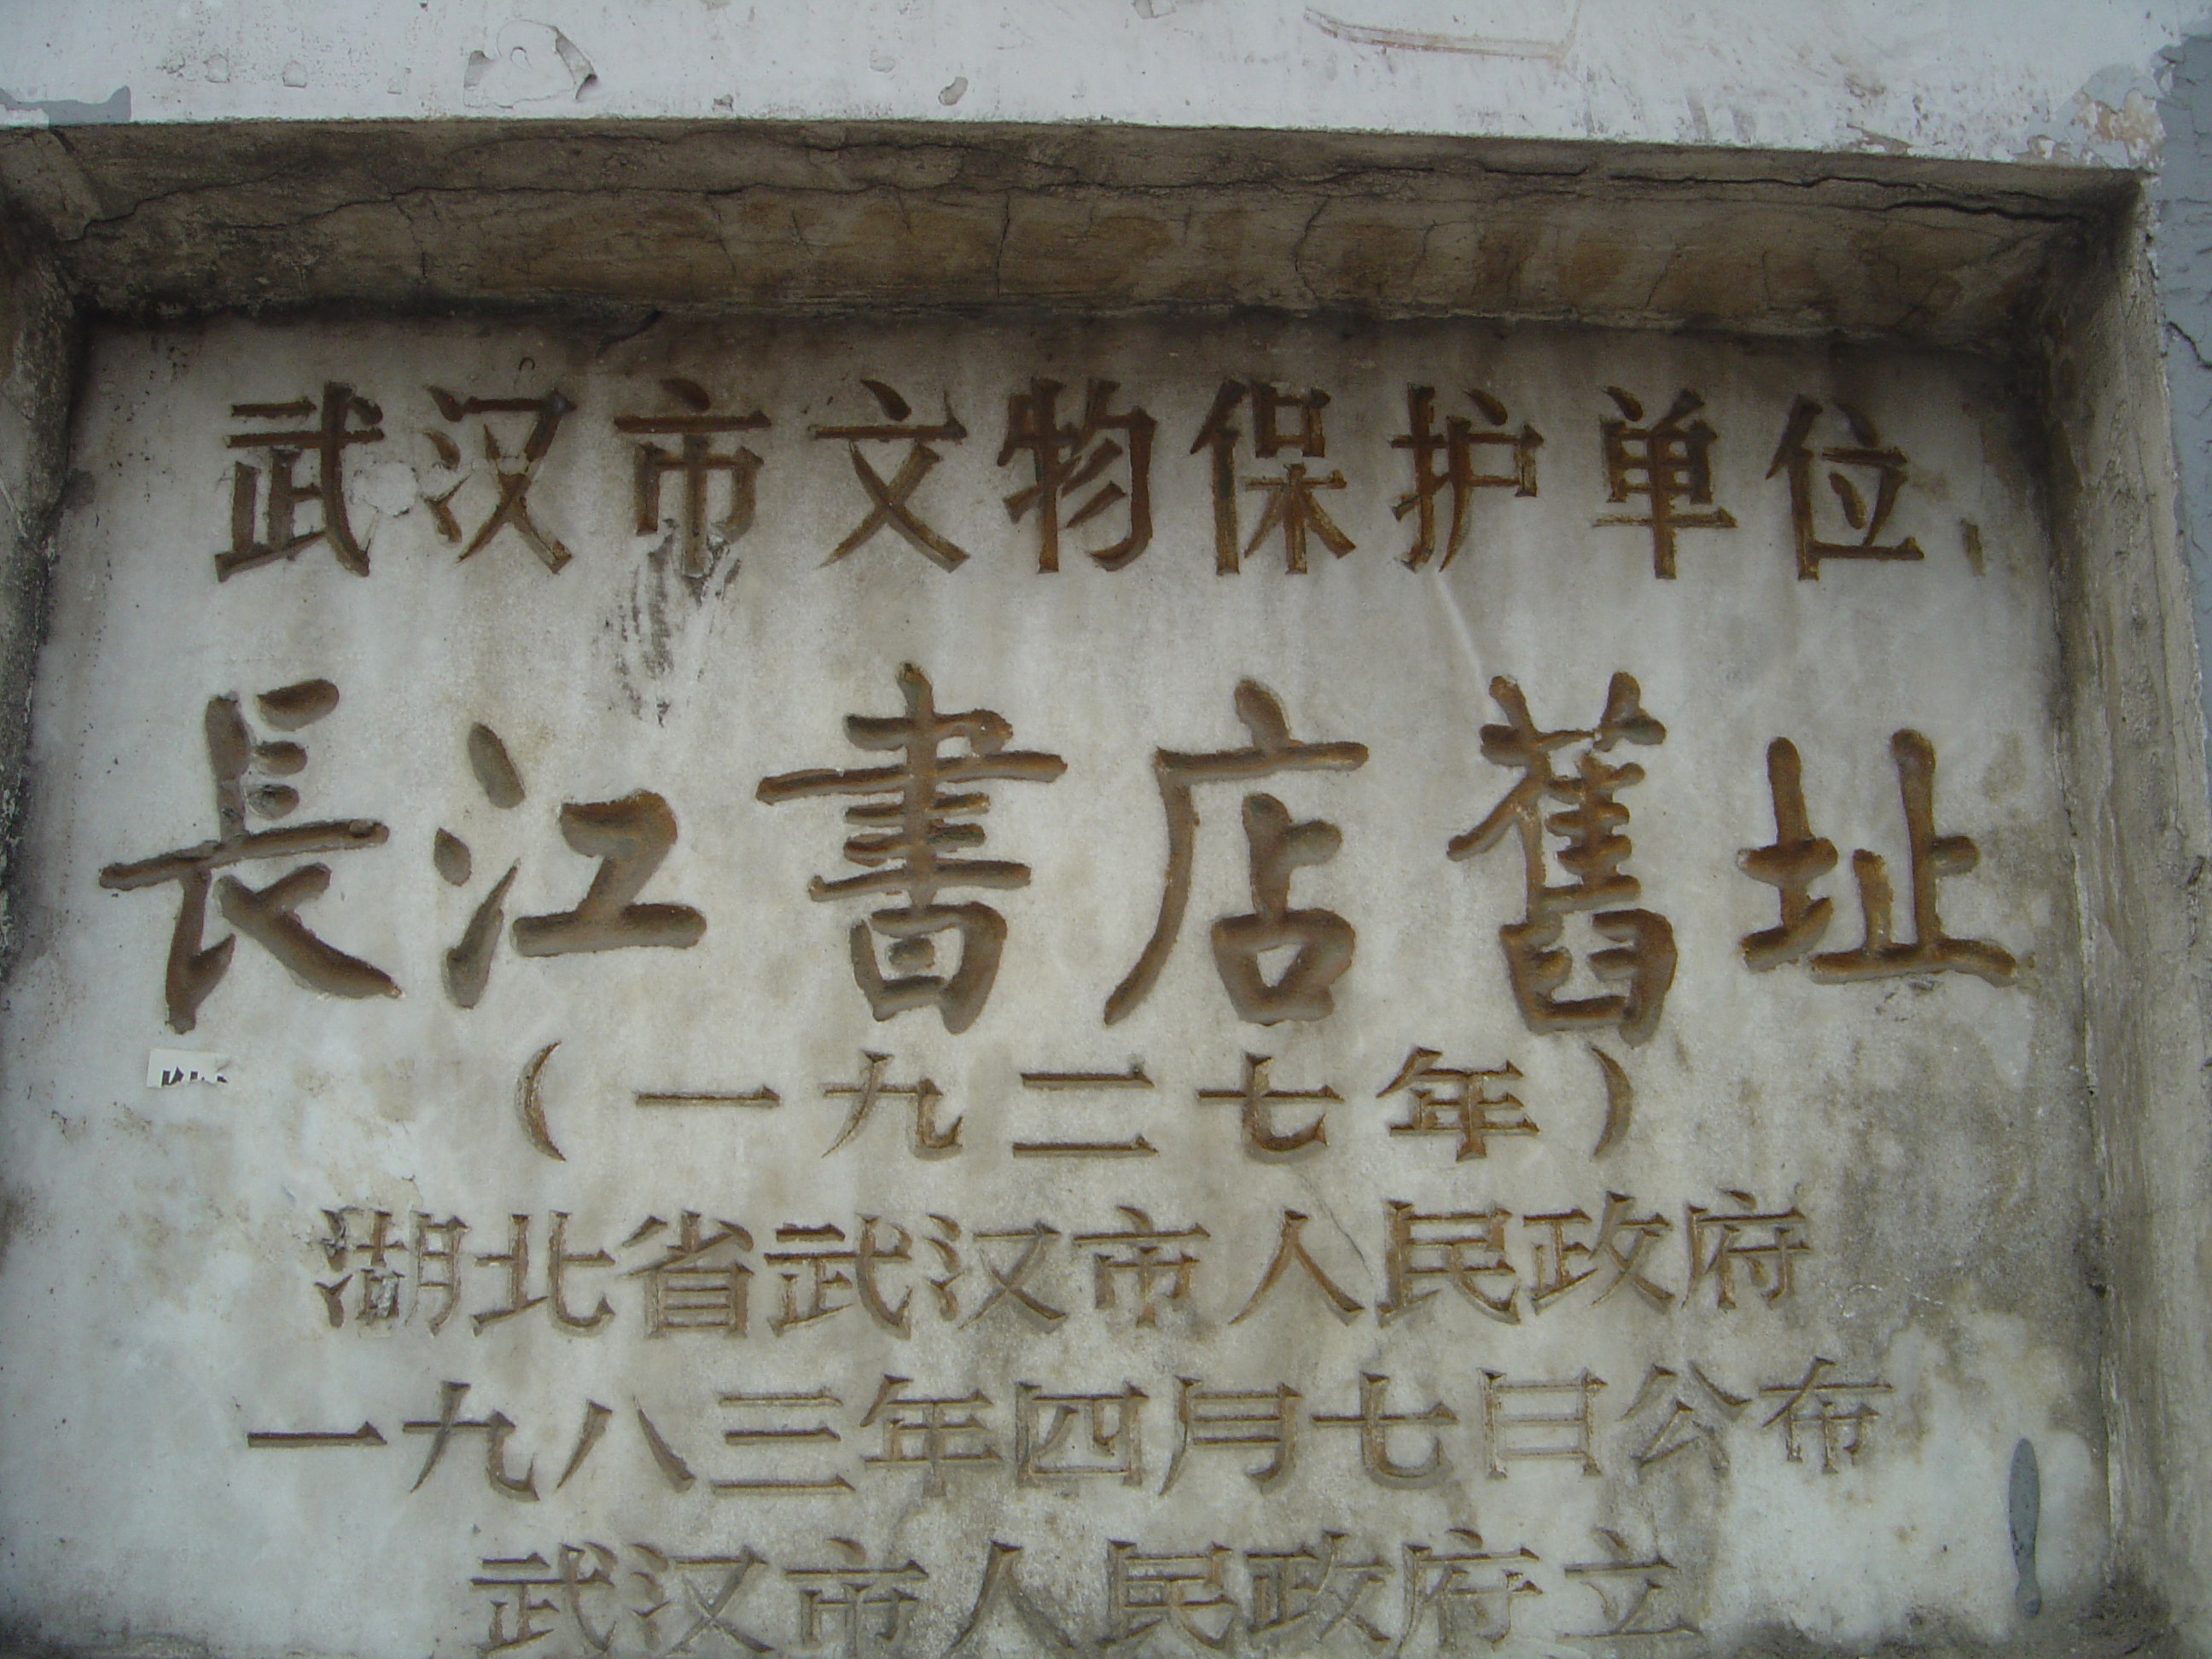 武汉市文物保护单位
長江書店舊址
（一九二七年）
湖北省武汉市人民政府
一九八三年四月七日公布
武汉市人民政府立